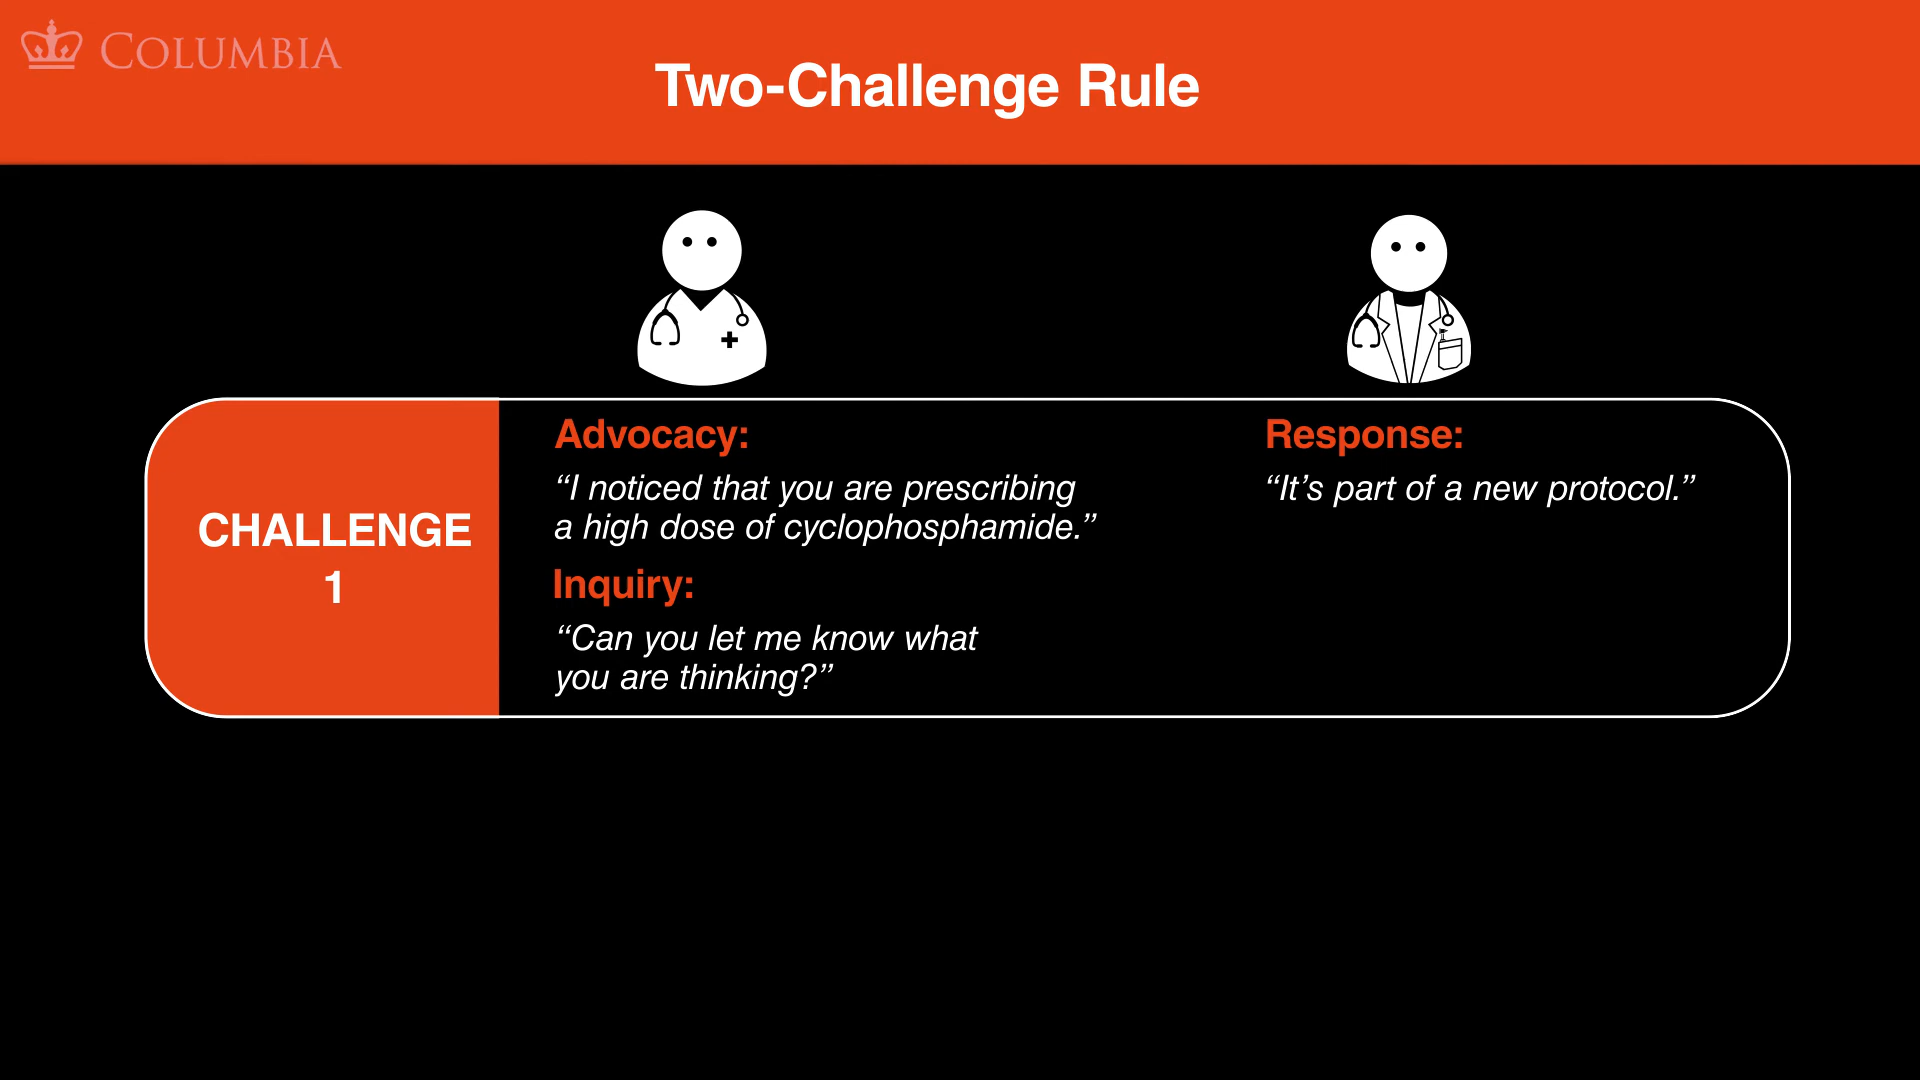 COLUMBIA
Two-Challenge Rule
CHALLENGE
1
Advocacy:
“I noticed that you are prescribing
a high dose of cyclophosphamide.”
Inquiry:
“Can you let me know what
you are thinking?”
Response:
“It’s part of a new protocol.”